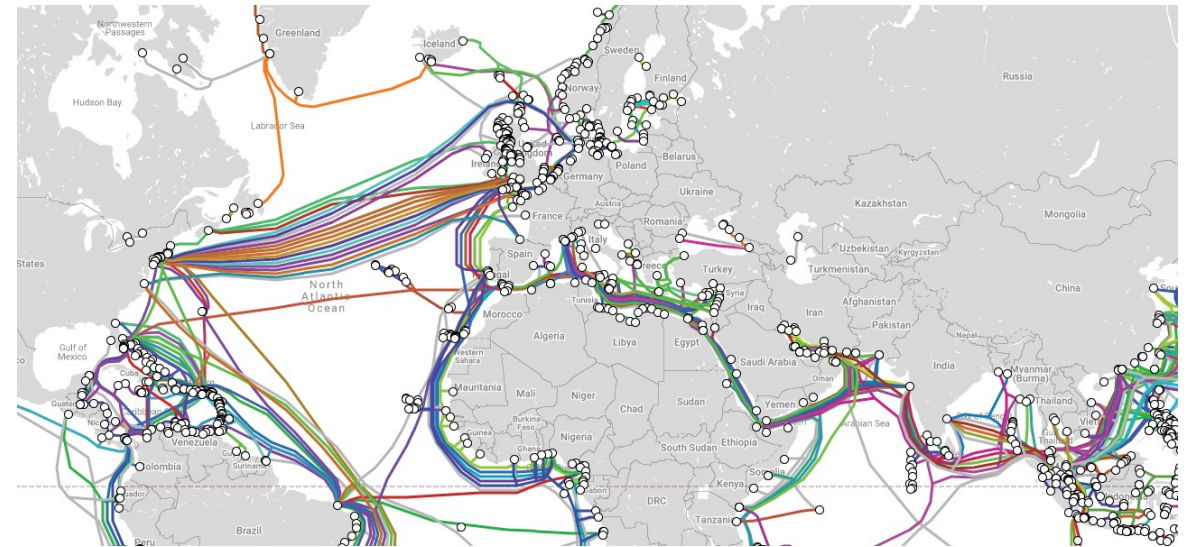 Northwestern
Passages
Greenland
Iceland
Sweden
Finland
Russia
Norway
Hudson Bay
Labrador Sea
Belarus
Poland
Germany
Ukraine
Kazakhstan
Mongolia
Austria
France
Romania
Italy
Uzbekistan
Kyrgyzstan
Spain
Turkey
Turkmenistan
States
North
Atlantic
Ocean
China
Syria
Tunisia
Iraq
Iran
Afghanistan
Morocco
Pakistan
Gulf of
Mexico
Algeria
Libya
Egypt
Nepal
Western
Sahara
Saudi Arabia
India
Myanmar
(Burma)
Cuba
Oman
Mauritania
Mali
Niger
Chad
Sudan
Yemen
Thailand
Arabian Sea
Burkina
Faso
Guinea
Nigeria
Ethiopia
South Sudan
Venezuela
Ghana
Suriname
Colombia
Gabon
Kenya
DRC
Tanzania
Brazil
Peru